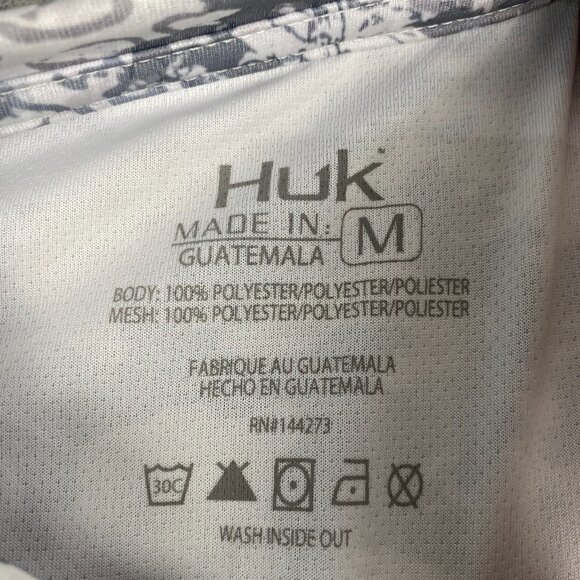 HUK
MADE IN: M
GUATEMALA
BODY: 100% POLYESTER/POLYESTER/POLIESTER
MESH: 100% POLYESTER/POLYESTER/POLIESTER
FABRIQUE AU GUATEMALA
HECHO EN GUATEMALA
RN#144273
30C
WASH INSIDE OUT